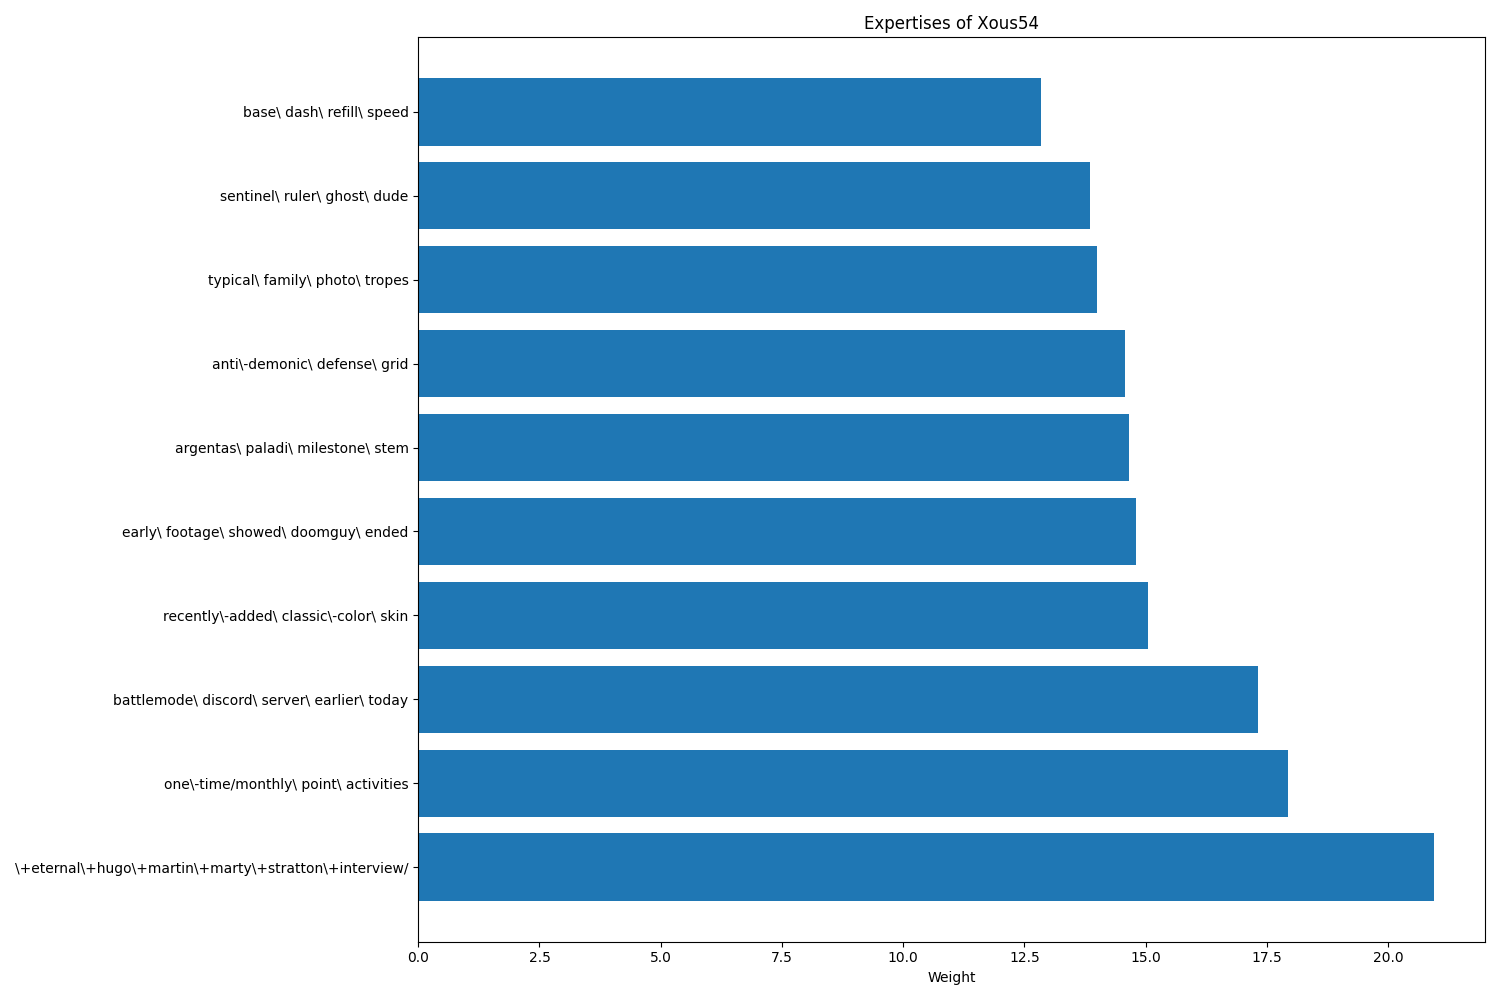 Expertises of Xous54
base\ dash\ refill\ speed
sentinel\ ruler\ ghost\ dude
typical\ family\ photo\ tropes
anti\-demonic\ defense\ grid
argentas\ paladi\ milestone\ stem
early\ footage\ showed\ doomguy\ ended
recently\-added\ classic\-color\ skin
battlemode\ discord\ server\ earlier\ today
one\-time/monthly\ point\ activities
\+eternal\+hugo\+martin\+marty\+stratton\+interview/
0.0 2.5 5.0 7.5 10.0 12.5 15.0 17.5 20.0
Weight